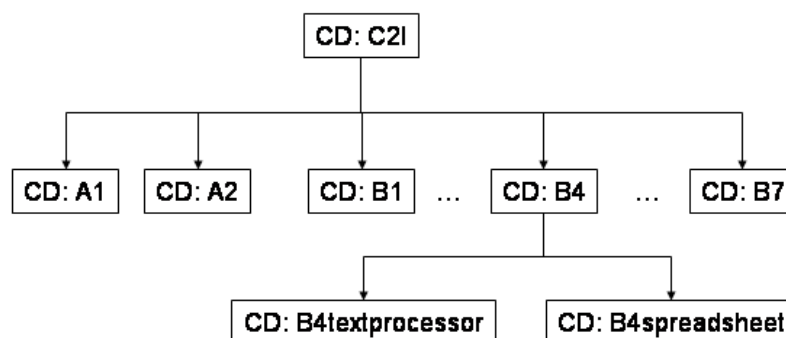 CD: C2I
CD: A1 CD: A2 CD: B1 ... CD: B4 ... CD: B7
CD: B4textprocessor CD: B4spreadsheet